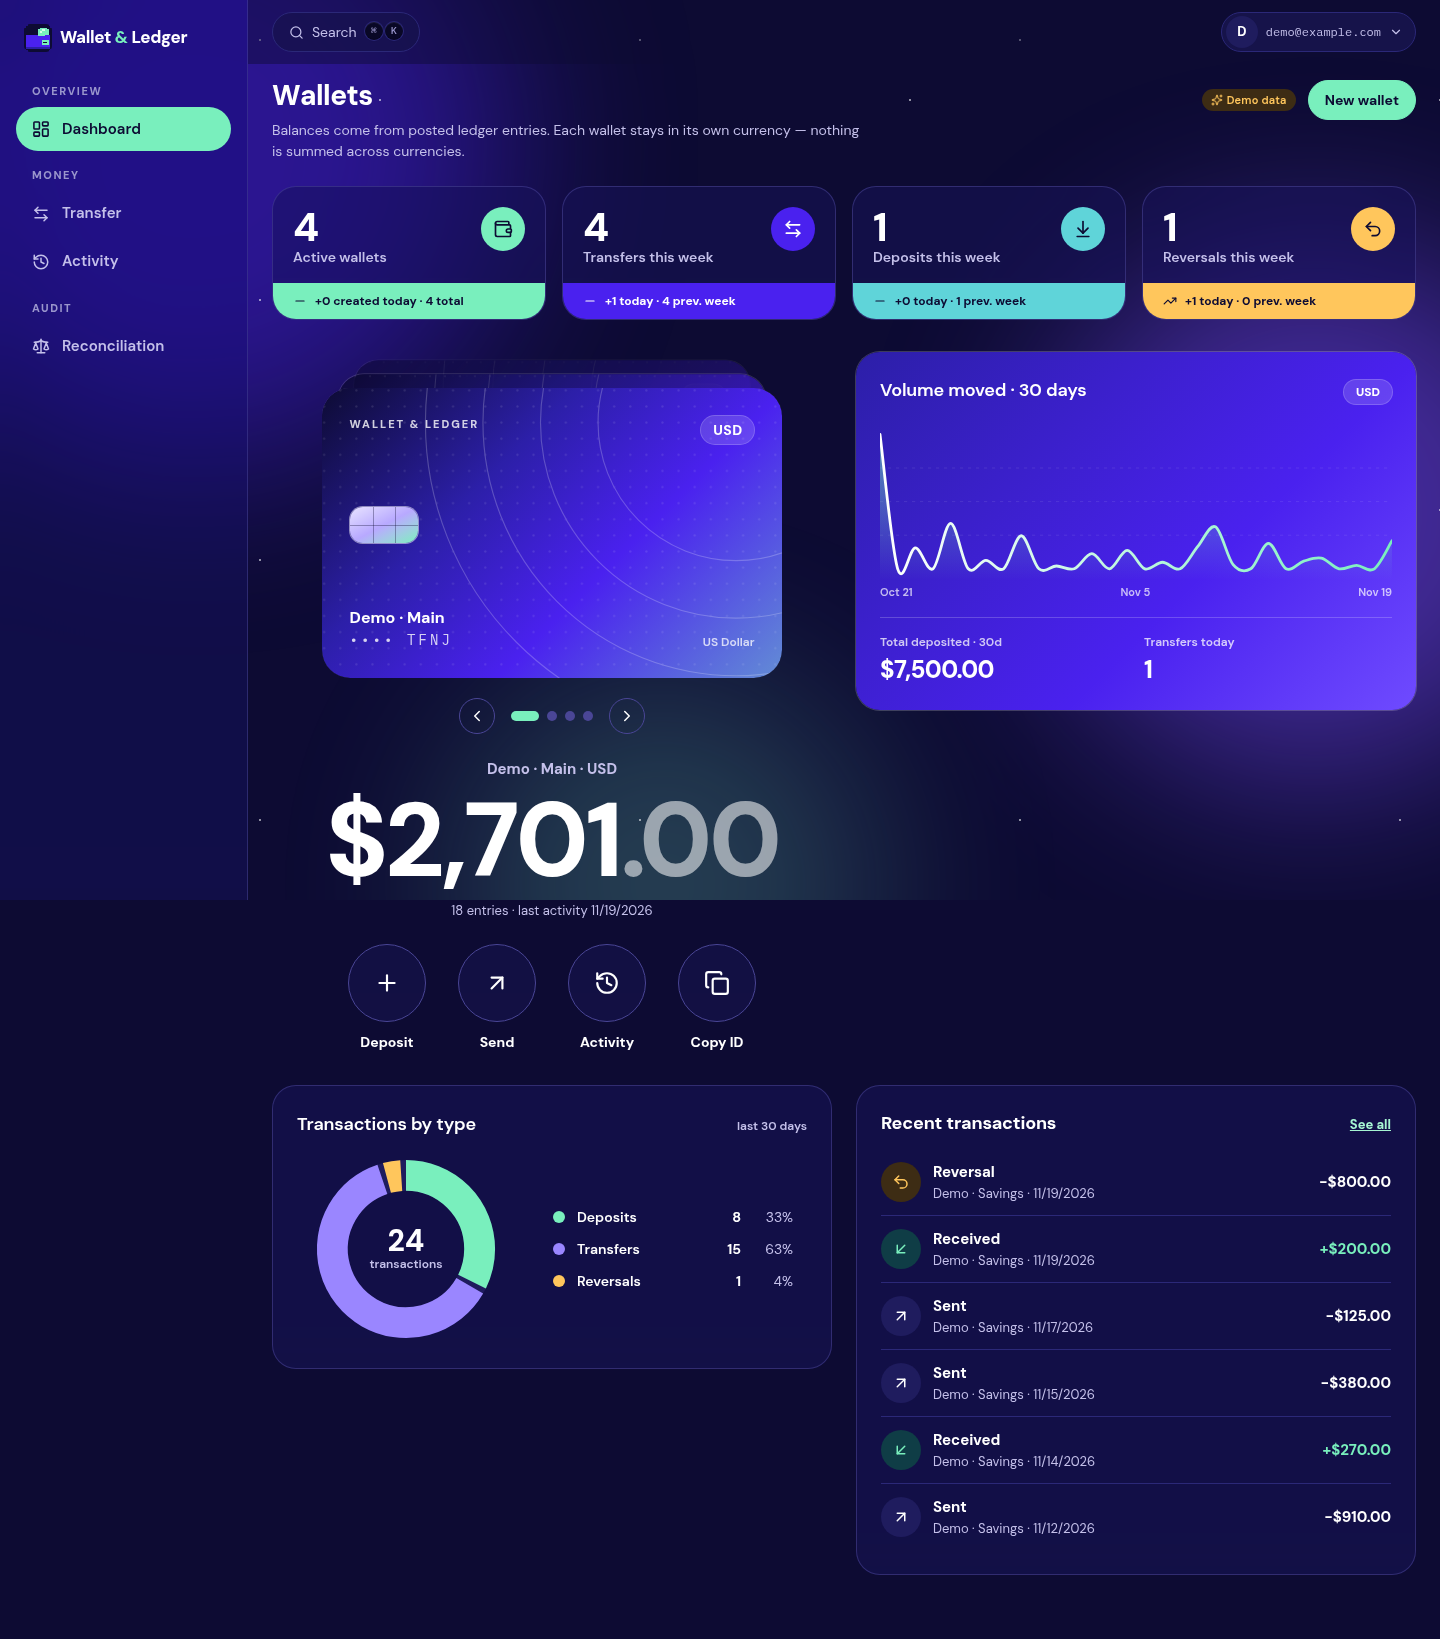 Wallet & Ledger
OVERVIEW
Dashboard
MONEY
Transfer
Activity
AUDIT
Reconciliation
Search ⌘ K
D demo@example.com
Wallets
Demo data
New wallet
Balances come from posted ledger entries. Each wallet stays in its own currency — nothing
is summed across currencies.
4
Active wallets
+0 created today · 4 total
4
Transfers this week
+1 today · 4 prev. week
1
Deposits this week
+0 today · 1 prev. week
1
Reversals this week
+1 today · 0 prev. week
WALLET & LEDGER
USD
Demo · Main
•••• TFNJ
US Dollar
Demo · Main · USD
$2,701.00
18 entries · last activity 11/19/2026
Deposit
Send
Activity
Copy ID
Volume moved · 30 days
USD
Oct 21
Nov 5
Nov 19
Total deposited · 30d
$7,500.00
Transfers today
1
Transactions by type
last 30 days
24
transactions
Deposits 8 33%
Transfers 15 63%
Reversals 1 4%
Recent transactions
See all
Reversal
Demo · Savings · 11/19/2026
-$800.00
Received
Demo · Savings · 11/19/2026
+$200.00
Sent
Demo · Savings · 11/17/2026
-$125.00
Sent
Demo · Savings · 11/15/2026
-$380.00
Received
Demo · Savings · 11/14/2026
+$270.00
Sent
Demo · Savings · 11/12/2026
-$910.00